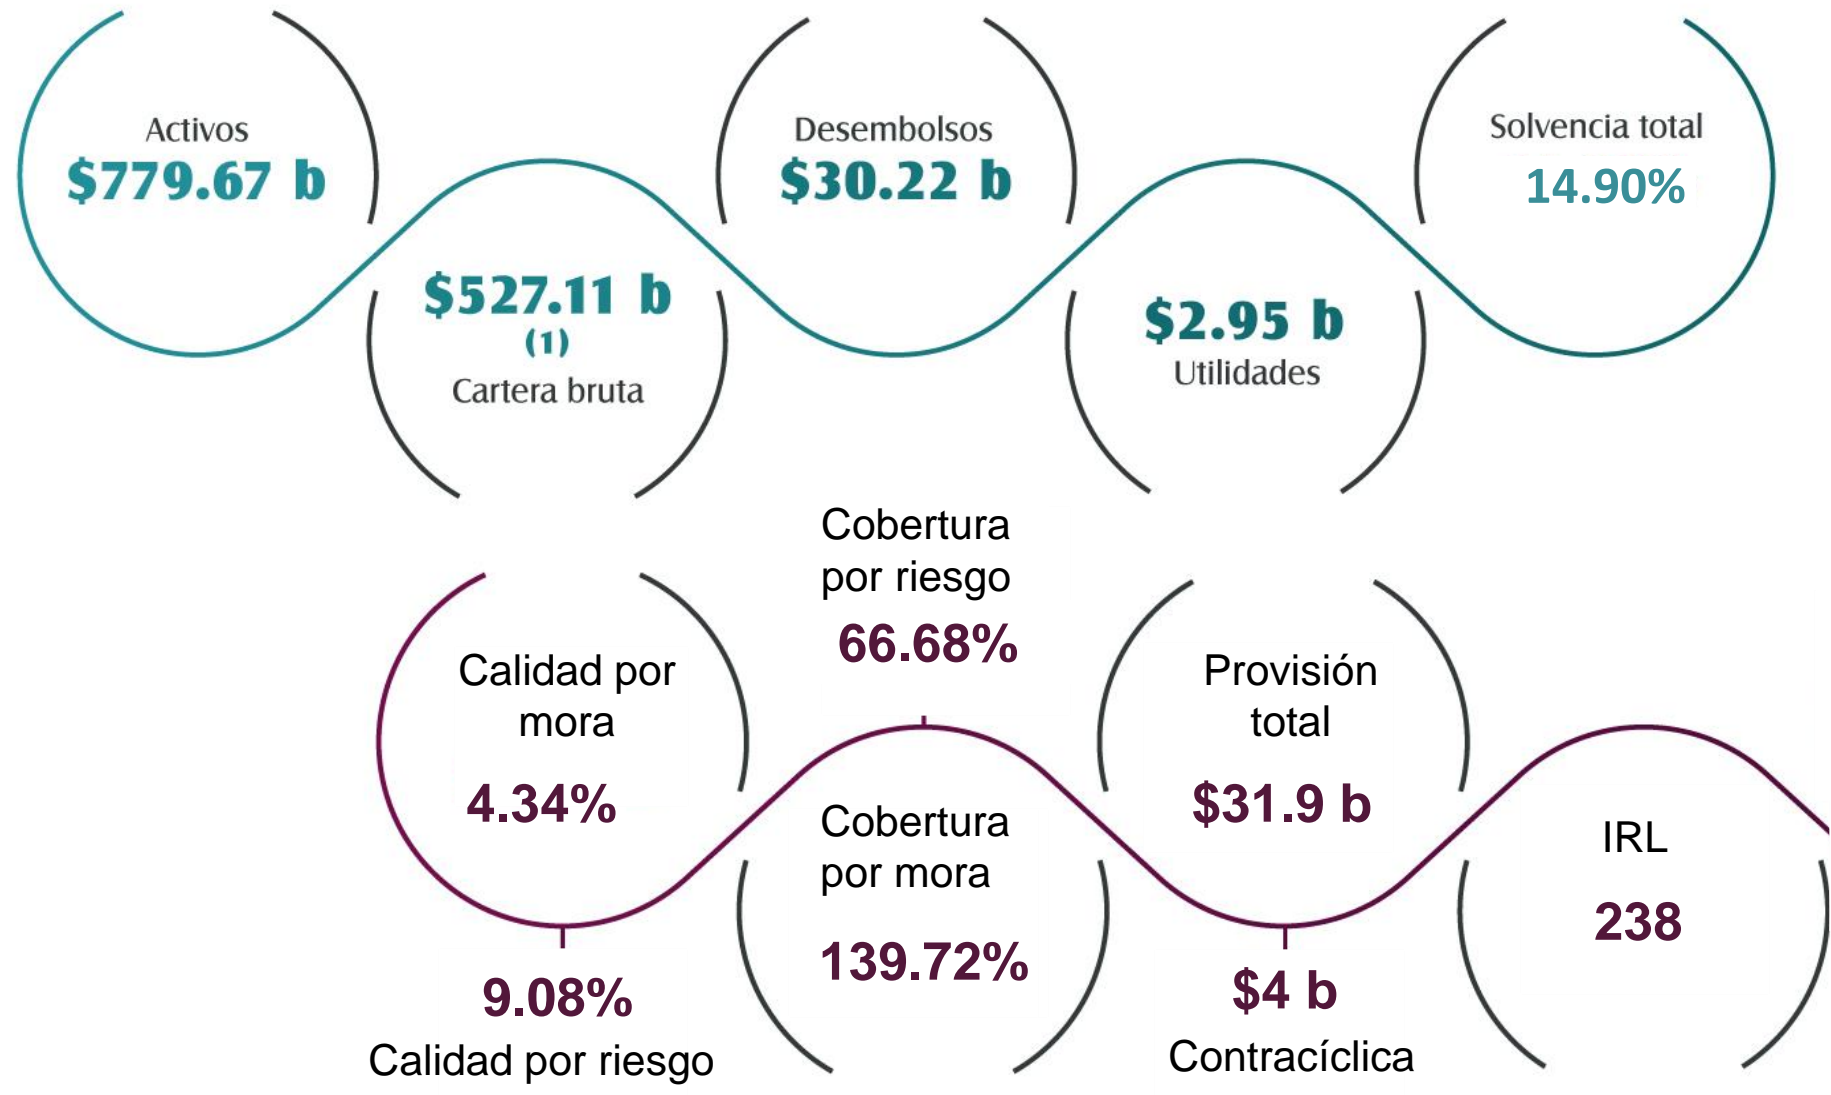 Activos
$779.67 b
$527.11 b
(1)
Cartera bruta
Desembolsos
$30.22 b
$2.95 b
Utilidades
Solvencia total
14.90%
Calidad por
mora
4.34%
9.08%
Calidad por riesgo
Cobertura
por riesgo
66.68%
Cobertura
por mora
139.72%
Provisión
total
$31.9 b
$4 b
Contracíclica
IRL
238